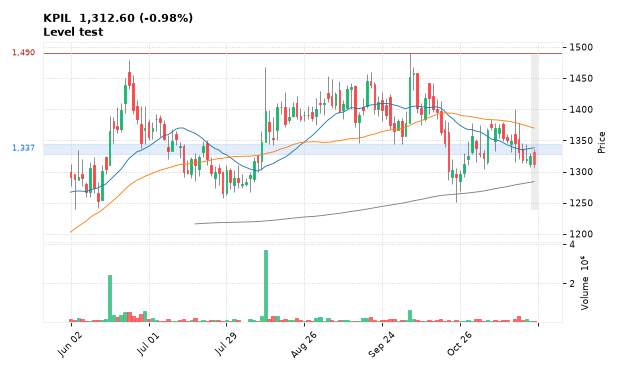 KPIL 1,312.60 (-0.98%)
Level test
1,490
1,337
1500
1450
1400
1350
1300
1250
1200
Price
4
2
Volume 10⁶
Jun 02
Jul 01
Jul 29
Aug 26
Sep 24
Oct 26